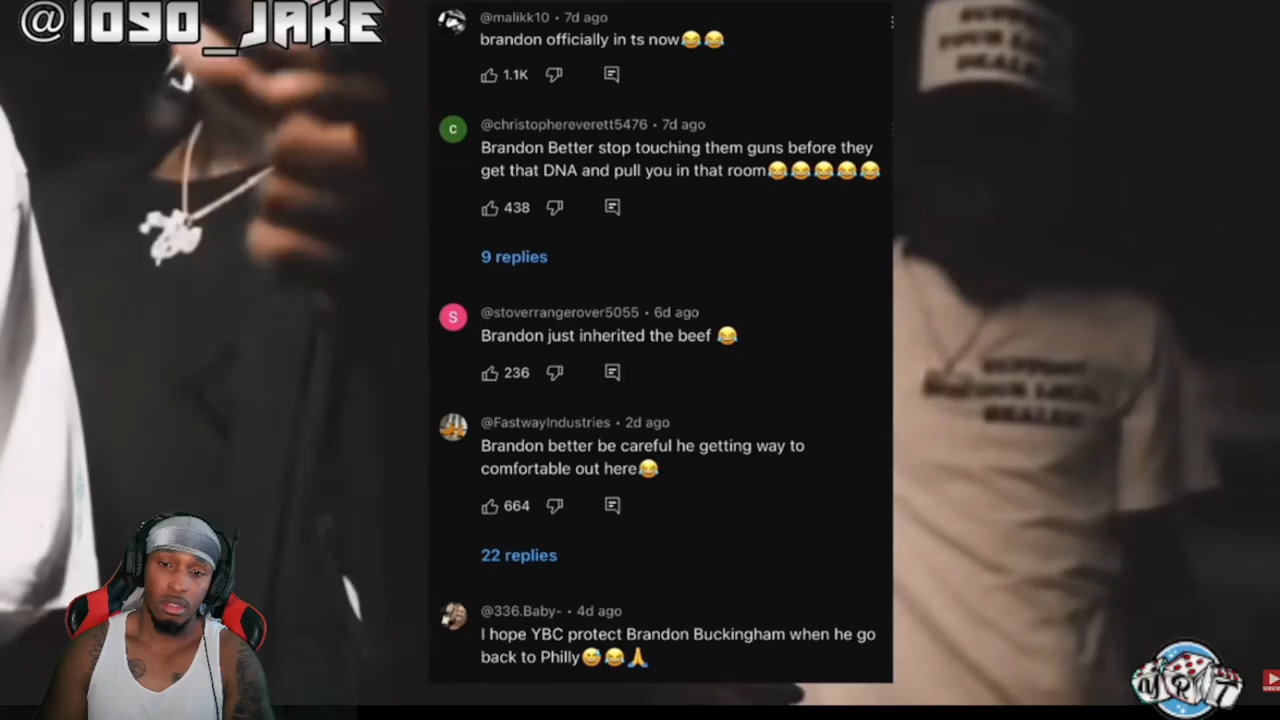 @1090_JAKE
@malikk10 • 7d ago
brandon officially in ts now😂😂
1.1K
@christophereverett5476 • 7d ago
Brandon Better stop touching them guns before they
get that DNA and pull you in that room😂😂😂😂😂
438
9 replies
@stoverrangerover5055 • 6d ago
Brandon just inherited the beef 😂
236
@FastwayIndustries • 2d ago
Brandon better be careful he getting way to
comfortable out here😂
664
22 replies
@336.Baby- • 4d ago
I hope YBC protect Brandon Buckingham when he go
back to Philly😅😂🙏
C
S